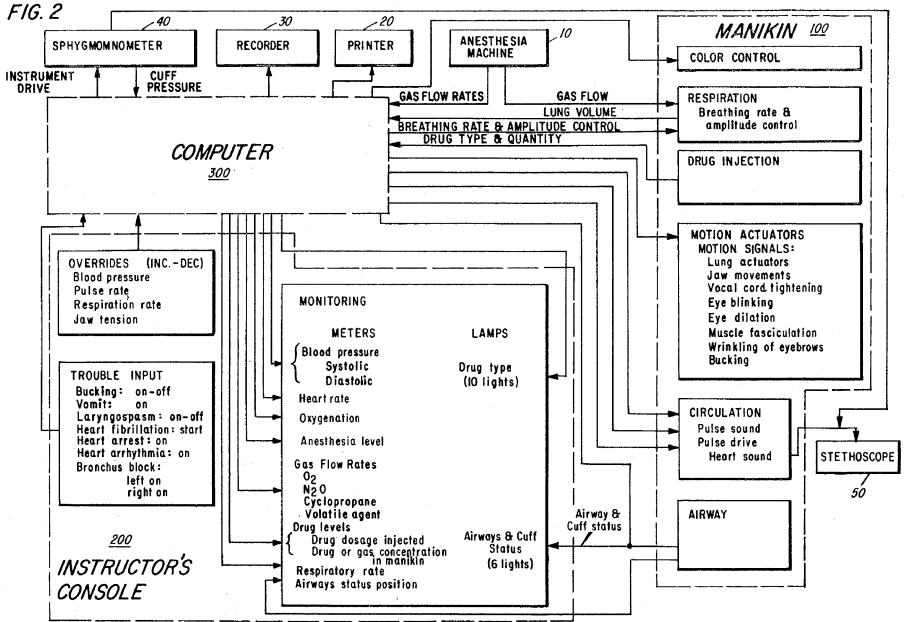 FIG. 2
40
SPHYGMOMNOMETER
30
RECORDER
20
PRINTER
ANESTHESIA
MACHINE
10
MANIKIN 100
COLOR CONTROL
INSTRUMENT
DRIVE
CUFF
PRESSURE
GAS FLOW RATES
GAS FLOW
LUNG VOLUME
BREATHING RATE & AMPLITUDE CONTROL
DRUG TYPE & QUANTITY
RESPIRATION
Breathing rate &
amplitude control
COMPUTER
300
DRUG INJECTION
MOTION ACTUATORS
MOTION SIGNALS:
Lung actuators
Jaw movements
Vocal cord tightening
Eye blinking
Eye dilation
Muscle fasciculation
Wrinkling of eyebrows
Bucking
OVERRIDES (INC.-DEC)
Blood pressure
Pulse rate
Respiration rate
Jaw tension
TROUBLE INPUT
Bucking: on-off
Vomit: on
Laryngospasm: on-off
Heart fibrillation: start
Heart arrest: on
Heart arrhythmia: on
Bronchus block:
left on
right on
200
INSTRUCTOR'S
CONSOLE
MONITORING
METERS
Blood pressure
Systolic
Diastolic
Heart rate
Oxygenation
Anesthesia level
Gas Flow Rates
O2
N2O
Cyclopropane
Volatile agent
Drug levels
Drug dosage injected
Drug or gas concentration
in manikin
Respiratory rate
Airways status position
LAMPS
Drug type
(10 lights)
Airways & Cuff
Status
(6 lights)
Airway &
Cuff status
CIRCULATION
Pulse sound
Pulse drive
Heart sound
STETHOSCOPE
50
AIRWAY